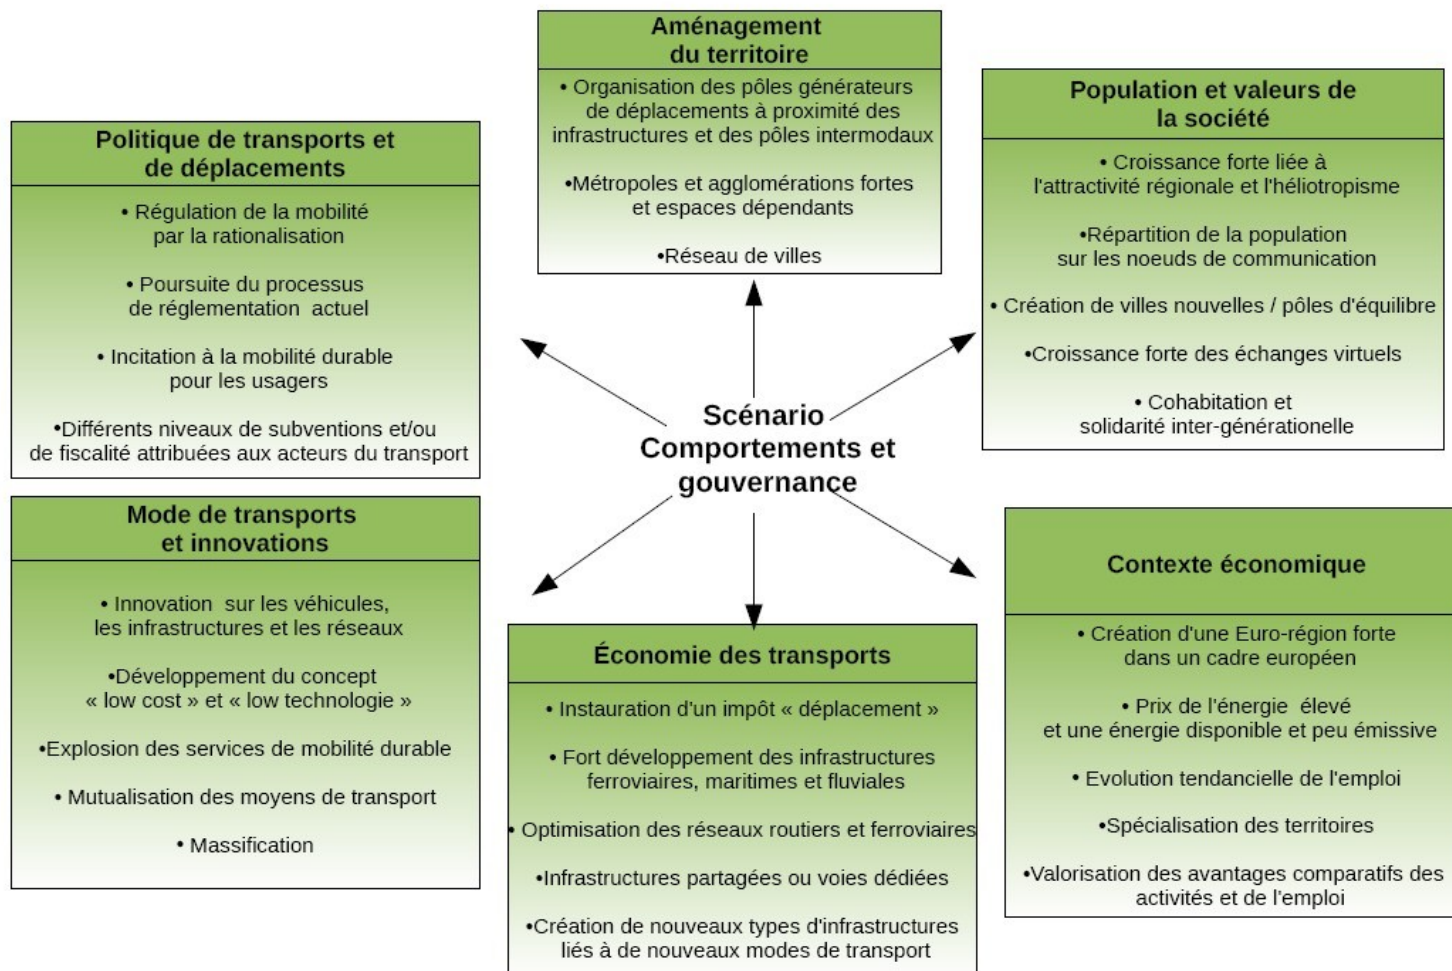 Aménagement
du territoire
• Organisation des pôles générateurs
de déplacements à proximité des
infrastructures et des pôles intermodaux
•Métropoles et agglomérations fortes
et espaces dépendants
•Réseau de villes
Population et valeurs de
la société
• Croissance forte liée à
l'attractivité régionale et l'héliotropisme
•Répartition de la population
sur les noeuds de communication
• Création de villes nouvelles / pôles d'équilibre
•Croissance forte des échanges virtuels
• Cohabitation et
solidarité inter-générationelle
Politique de transports et
de déplacements
• Régulation de la mobilité
par la rationalisation
• Poursuite du processus
de réglementation actuel
• Incitation à la mobilité durable
pour les usagers
•Différents niveaux de subventions et/ou
de fiscalité attribuées aux acteurs du transport
Scénario
Comportements et
gouvernance
Mode de transports
et innovations
• Innovation sur les véhicules,
les infrastructures et les réseaux
•Développement du concept
« low cost » et « low technologie »
•Explosion des services de mobilité durable
• Mutualisation des moyens de transport
• Massification
Économie des transports
• Instauration d'un impôt « déplacement »
• Fort développement des infrastructures
ferroviaires, maritimes et fluviales
• Optimisation des réseaux routiers et ferroviaires
•Infrastructures partagées ou voies dédiées
•Création de nouveaux types d'infrastructures
liés à de nouveaux modes de transport
Contexte économique
• Création d'une Euro-région forte
dans un cadre européen
• Prix de l'énergie élevé
et une énergie disponible et peu émissive
• Evolution tendancielle de l'emploi
•Spécialisation des territoires
•Valorisation des avantages comparatifs des
activités et de l'emploi